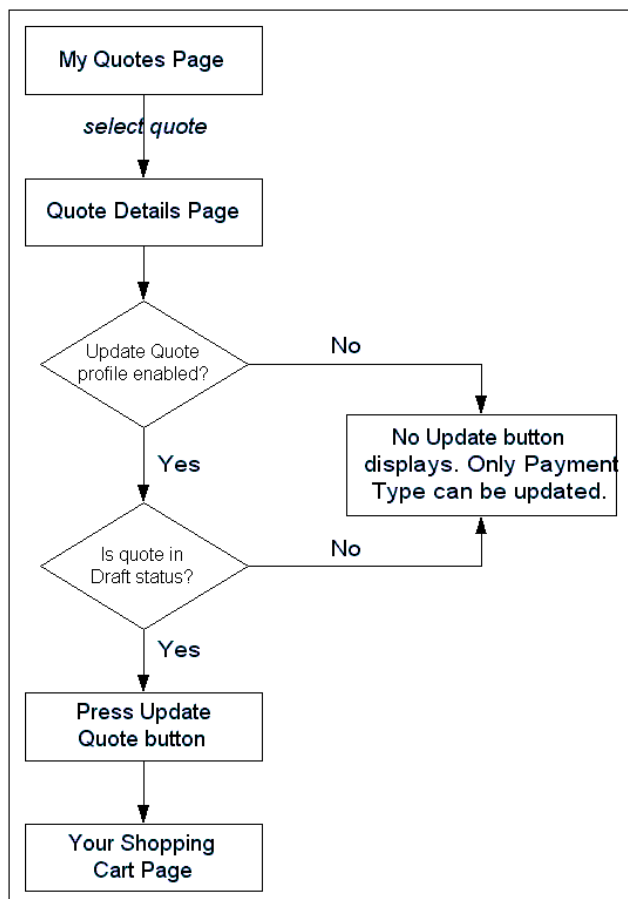 My Quotes Page
select quote
Quote Details Page
Update Quote
profile enabled?
No
No Update button
displays. Only Payment
Type can be updated.
Yes
Is quote in
Draft status?
No
Yes
Press Update
Quote button
Your Shopping
Cart Page